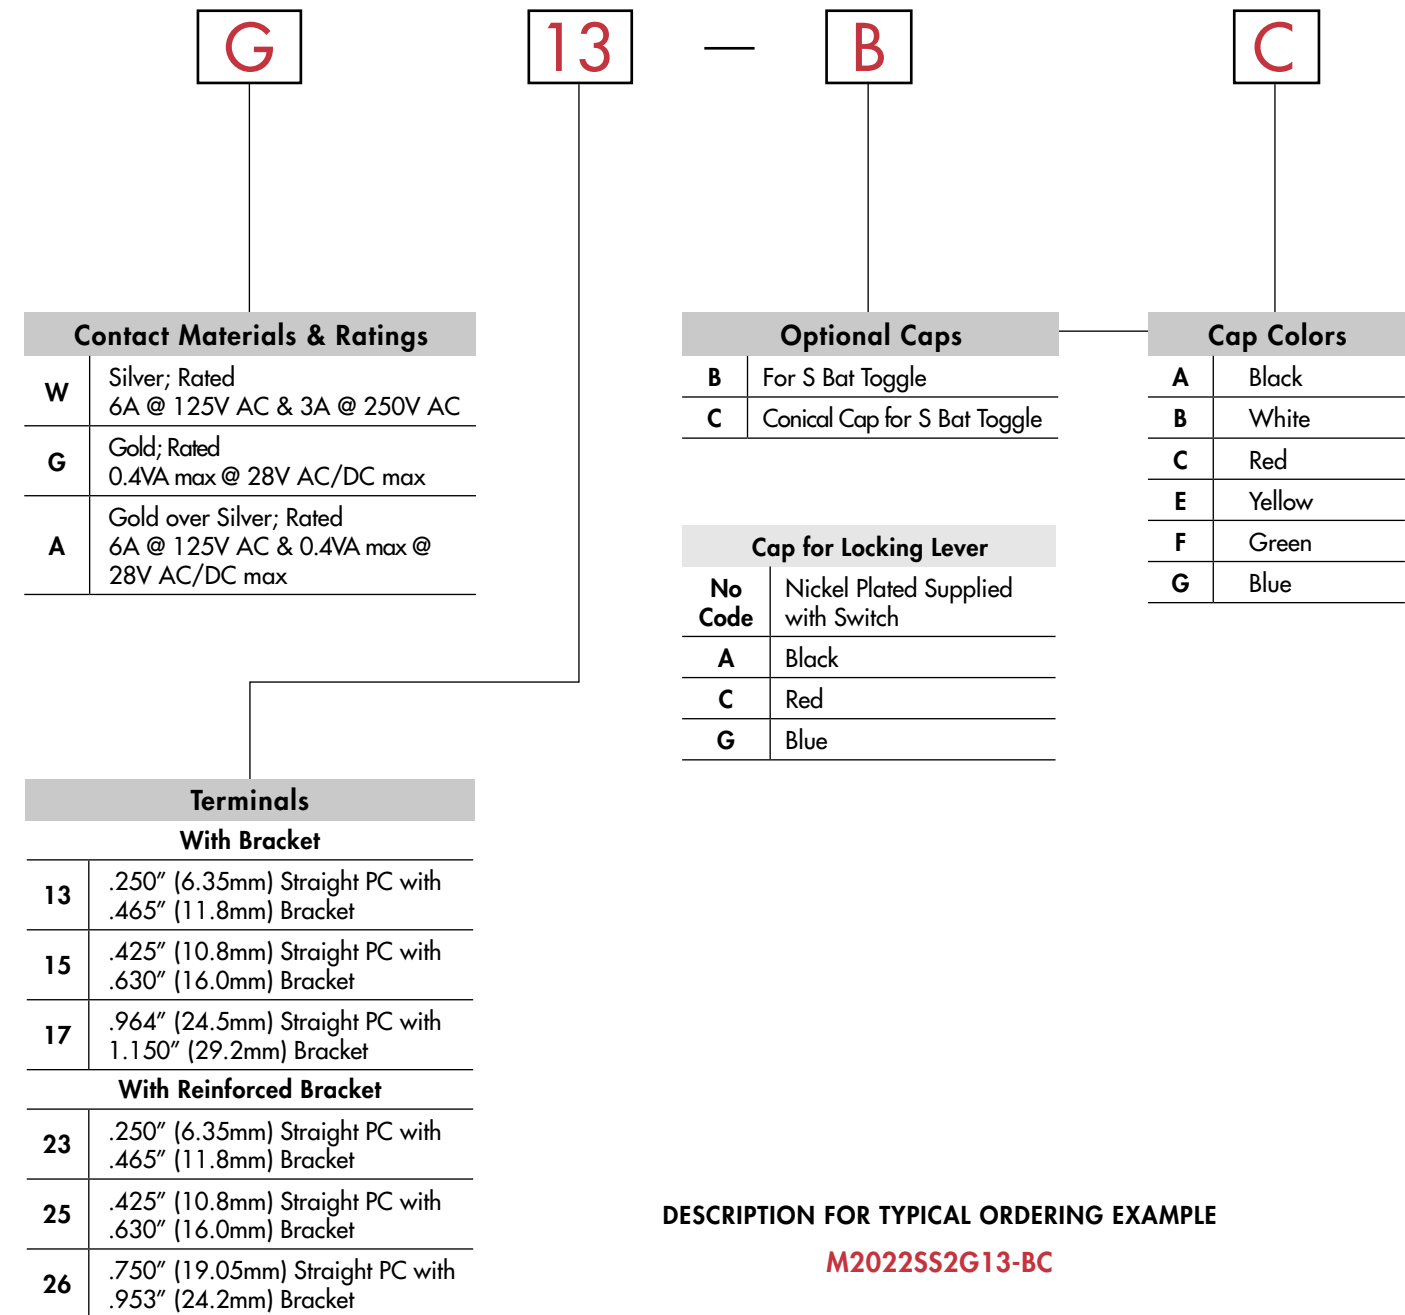 G 13 — B C
Contact Materials & Ratings
W Silver; Rated
6A @ 125V AC & 3A @ 250V AC
G Gold; Rated
0.4VA max @ 28V AC/DC max
A Gold over Silver; Rated
6A @ 125V AC & 0.4VA max @
28V AC/DC max
Optional Caps
B For S Bat Toggle
C Conical Cap for S Bat Toggle
Cap Colors
A Black
B White
C Red
E Yellow
F Green
G Blue
Cap for Locking Lever
No Code Nickel Plated Supplied
with Switch
A Black
C Red
G Blue
Terminals
With Bracket
13 .250″ (6.35mm) Straight PC with
.465″ (11.8mm) Bracket
15 .425″ (10.8mm) Straight PC with
.630″ (16.0mm) Bracket
17 .964″ (24.5mm) Straight PC with
1.150″ (29.2mm) Bracket
With Reinforced Bracket
23 .250″ (6.35mm) Straight PC with
.465″ (11.8mm) Bracket
25 .425″ (10.8mm) Straight PC with
.630″ (16.0mm) Bracket
26 .750″ (19.05mm) Straight PC with
.953″ (24.2mm) Bracket
DESCRIPTION FOR TYPICAL ORDERING EXAMPLE
M2022SS2G13-BC